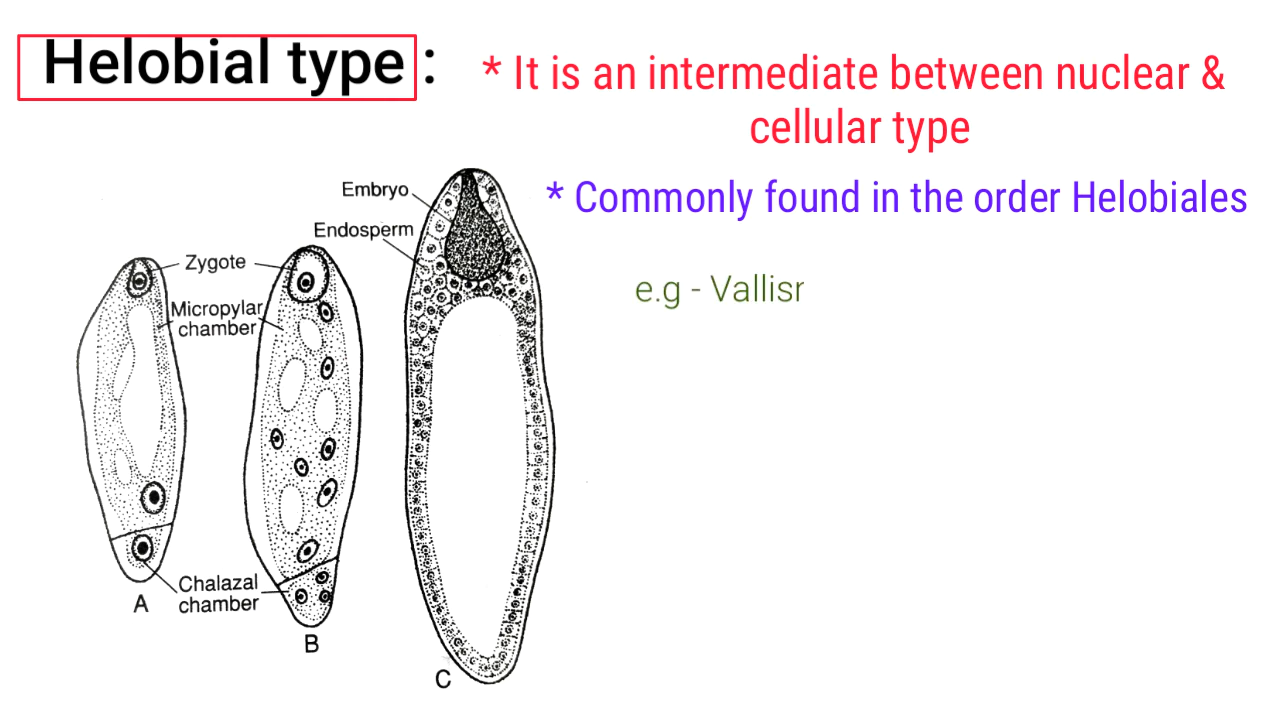 Helobial type :
* It is an intermediate between nuclear &
cellular type
* Commonly found in the order Helobiales
e.g - Vallisr
Embryo
Endosperm
Zygote
Micropylar
chamber
Chalazal
chamber
A
B
C